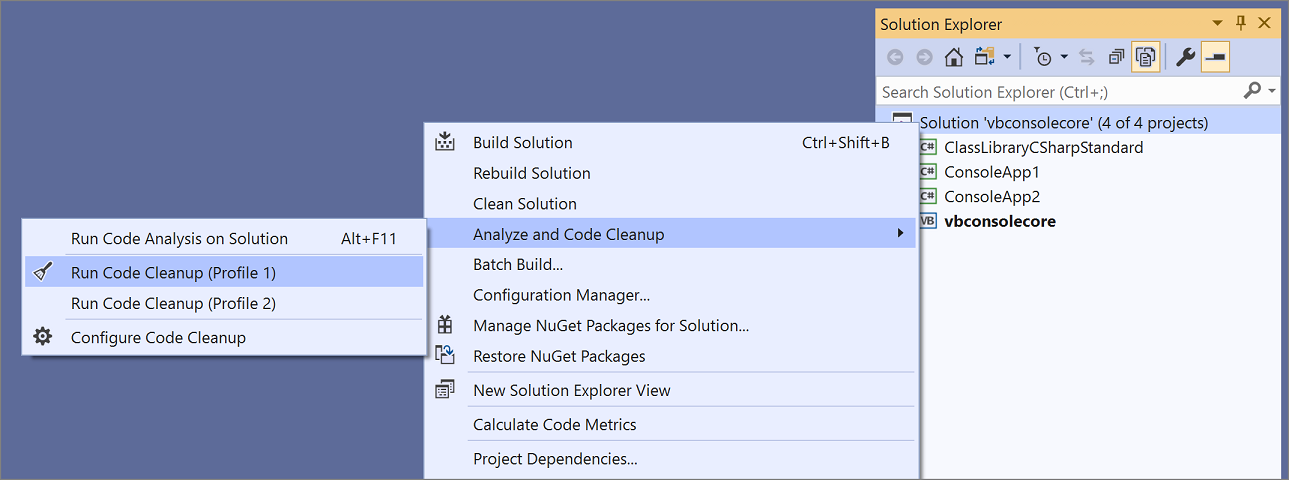 Solution Explorer
Search Solution Explorer (Ctrl+;)
Solution 'vbconsolecore' (4 of 4 projects)
C# ClassLibraryCSharpStandard
C# ConsoleApp1
C# ConsoleApp2
VB vbconsolecore
Build Solution Ctrl+Shift+B
Rebuild Solution
Clean Solution
Analyze and Code Cleanup
Batch Build...
Configuration Manager...
Manage NuGet Packages for Solution...
Restore NuGet Packages
New Solution Explorer View
Calculate Code Metrics
Project Dependencies...
Run Code Analysis on Solution Alt+F11
Run Code Cleanup (Profile 1)
Run Code Cleanup (Profile 2)
Configure Code Cleanup